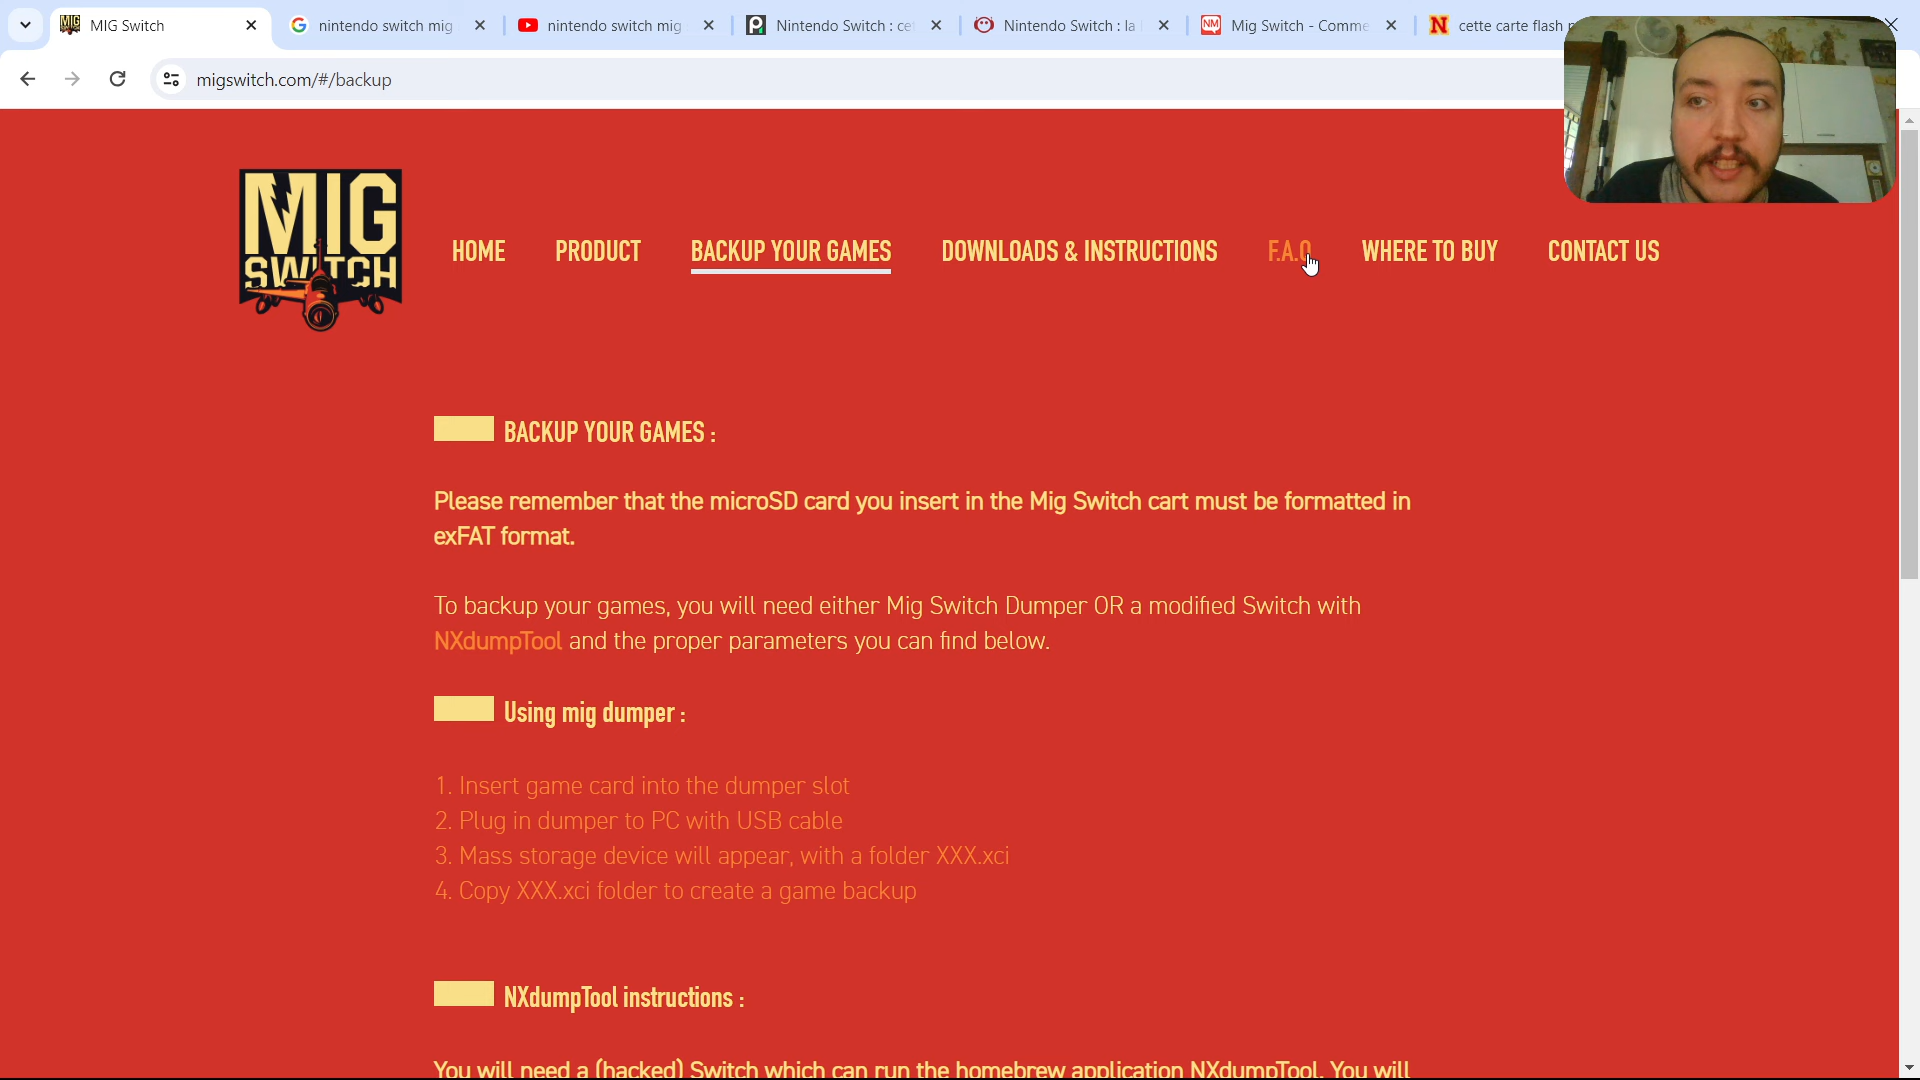 MIG Switch
nintendo switch mig
nintendo switch mig
Nintendo Switch : ce
Nintendo Switch : la
Mig Switch - Comme
cette carte flash
migswitch.com/#/backup
MIG
SWITCH
HOME
PRODUCT
BACKUP YOUR GAMES
DOWNLOADS & INSTRUCTIONS
F.A.Q
WHERE TO BUY
CONTACT US
BACKUP YOUR GAMES :
Please remember that the microSD card you insert in the Mig Switch cart must be formatted in
exFAT format.
To backup your games, you will need either Mig Switch Dumper OR a modified Switch with
NXdumpTool and the proper parameters you can find below.
Using mig dumper :
1. Insert game card into the dumper slot
2. Plug in dumper to PC with USB cable
3. Mass storage device will appear, with a folder XXX.xci
4. Copy XXX.xci folder to create a game backup
NXdumpTool instructions :
You will need a (hacked) Switch which can run the homebrew application NXdumpTool. You will